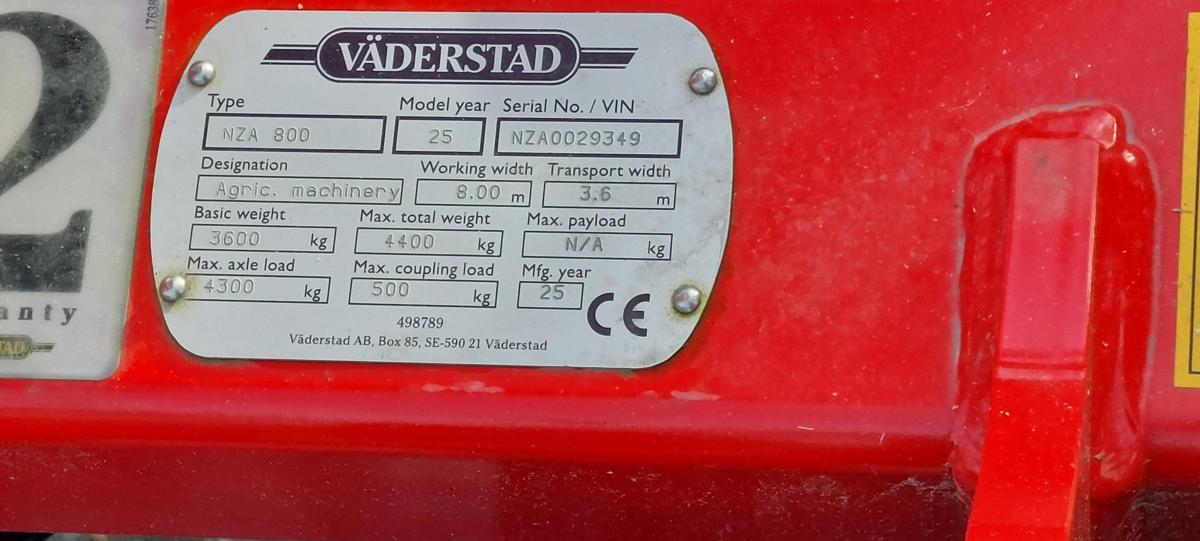 17638
2
anty
VÄDERSTAD
Type Model year Serial No. / VIN
NZA 800 25 NZA0029349
Designation Working width Transport width
Agric. machinery 8.00 m 3.6 m
Basic weight Max. total weight Max. payload
3600 kg 4400 kg N/A kg
Max. axle load Max. coupling load Mfg. year
4300 kg 500 kg 25 CE
498789
Väderstad AB, Box 85, SE-590 21 Väderstad